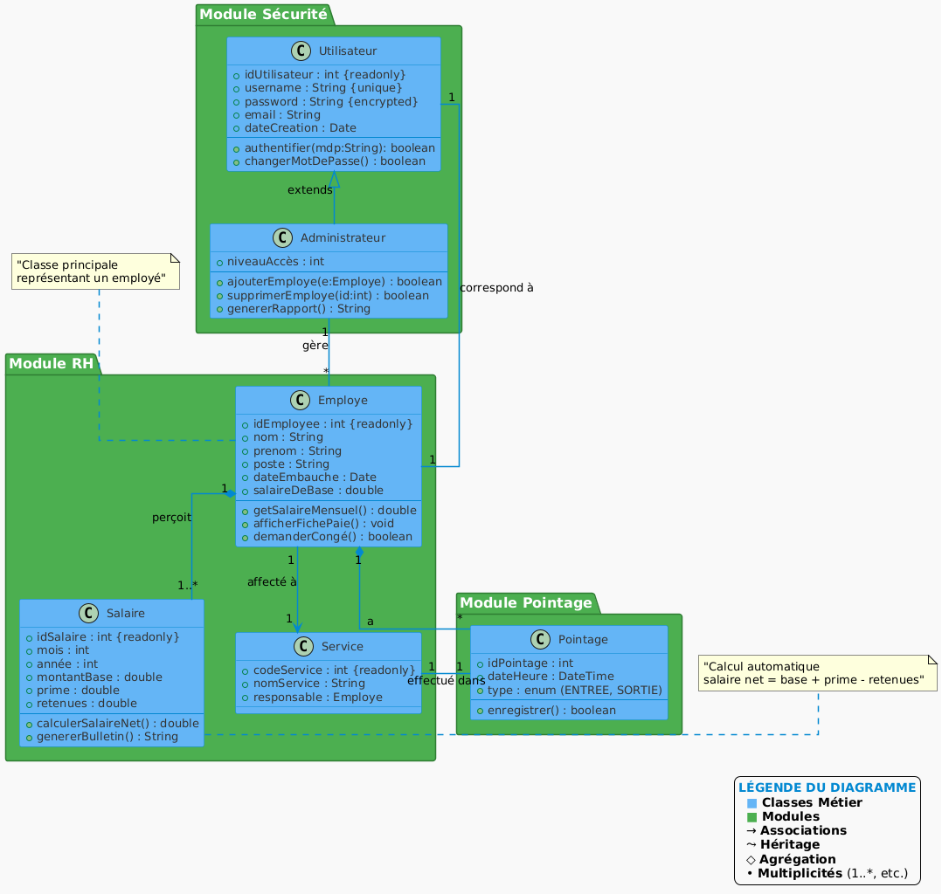 Module Sécurité
C Utilisateur
idUtilisateur : int {readonly}
username : String {unique}
password : String {encrypted}
email : String
dateCreation : Date
authentifier(mdp:String): boolean
changerMotDePasse() : boolean
1
extends
C Administrateur
niveauAccès : int
ajouterEmploye(e:Employe) : boolean
supprimerEmploye(id:int) : boolean
genererRapport() : String
"Classe principale
représentant un employé"
correspond à
1
gère
*
Module RH
C Employe
idEmployee : int {readonly}
nom : String
prenom : String
poste : String
dateEmbauche : Date
salaireDeBase : double
getSalaireMensuel() : double
afficherFichePaie() : void
demanderCongé() : boolean
1
1
perçoit
1..*
1
affecté à
1
1
a
*
C Salaire
idSalaire : int {readonly}
mois : int
année : int
montantBase : double
prime : double
retenues : double
calculerSalaireNet() : double
genererBulletin() : String
C Service
codeService : int {readonly}
nomService : String
responsable : Employe
1
1
effectué dans
Module Pointage
C Pointage
idPointage : int
dateHeure : DateTime
type : enum (ENTREE, SORTIE)
enregistrer() : boolean
"Calcul automatique
salaire net = base + prime - retenues"
LÉGENDE DU DIAGRAMME
■ Classes Métier
■ Modules
→ Associations
⤳ Héritage
◇ Agrégation
• Multiplicités (1..*, etc.)